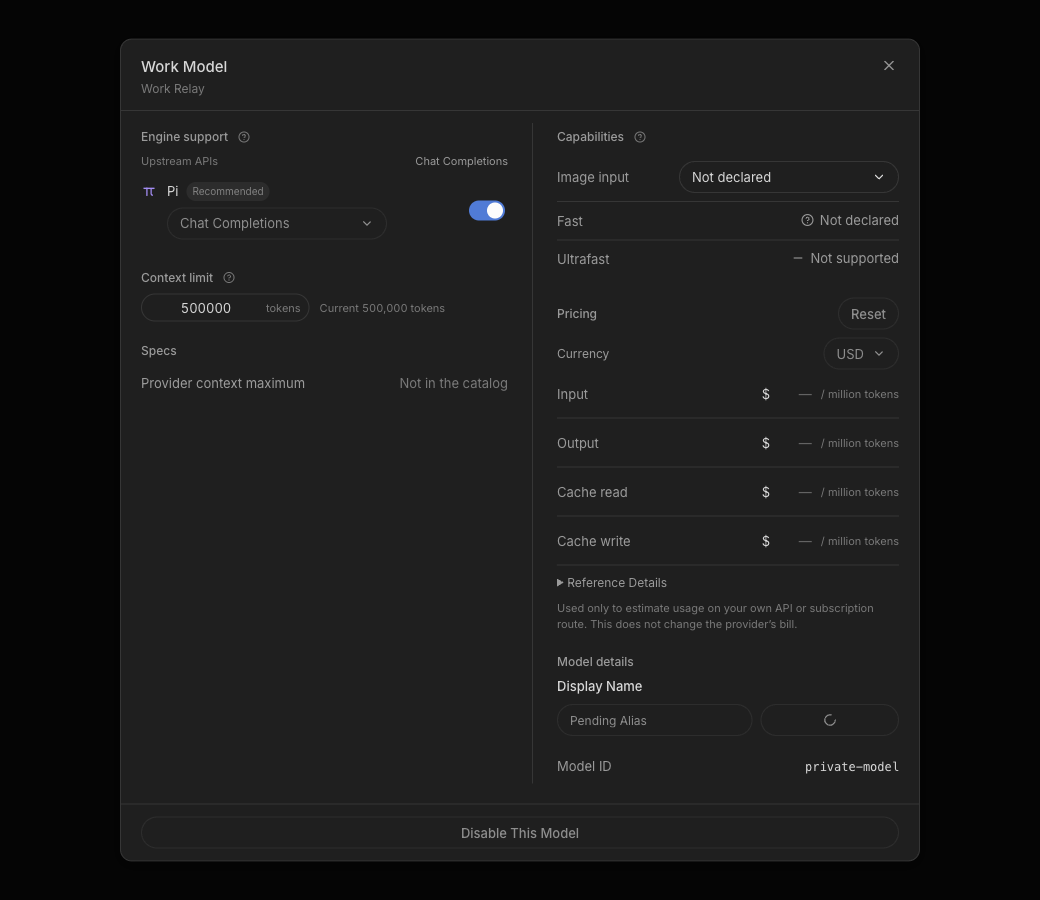 Work Model
Work Relay
Engine support
Upstream APIs
Chat Completions
π Pi Recommended
Chat Completions
Context limit
500000 tokens Current 500,000 tokens
Specs
Provider context maximum Not in the catalog
Capabilities
Image input Not declared
Fast Not declared
Ultrafast — Not supported
Pricing Reset
Currency USD
Input $ — / million tokens
Output $ — / million tokens
Cache read $ — / million tokens
Cache write $ — / million tokens
Reference Details
Used only to estimate usage on your own API or subscription
route. This does not change the provider’s bill.
Model details
Display Name
Pending Alias
Model ID private-model
Disable This Model